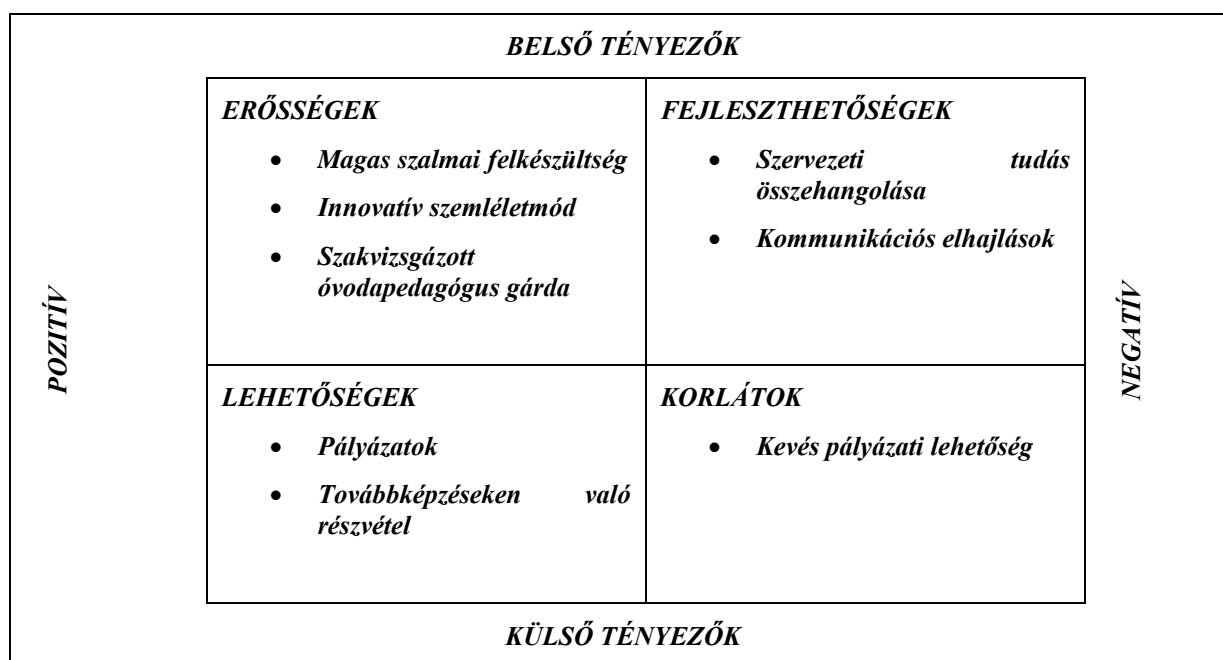 BELSŐ TÉNYEZŐK
POZITÍV
ERŐSSÉGEK
• Magas szalmai felkészültség
• Innovatív szemléletmód
• Szakvizsgázott
óvodapedagógus gárda
FEJLESZTHETŐSÉGEK
• Szervezeti tudás
összehangolása
• Kommunikációs elhajlások
NEGATÍV
LEHETŐSÉGEK
• Pályázatok
• Továbbképzéseken való
részvétel
KORLÁTOK
• Kevés pályázati lehetőség
KÜLSŐ TÉNYEZŐK